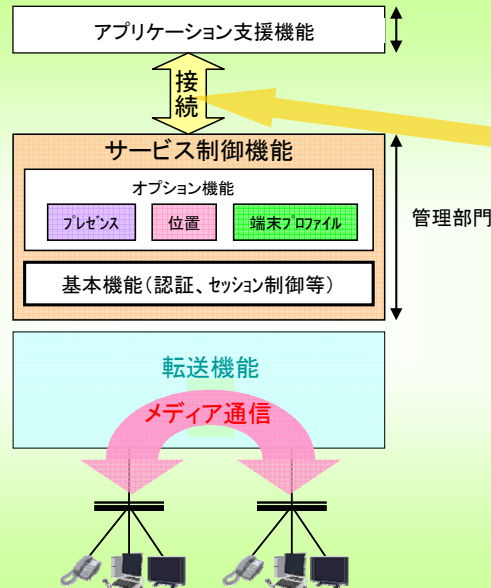 アプリケーション支援機能
接続
サービス制御機能
オプション機能
プレゼンス 位置 端末プロファイル
管理部門
基本機能（認証、セッション制御等）
転送機能
メディア通信